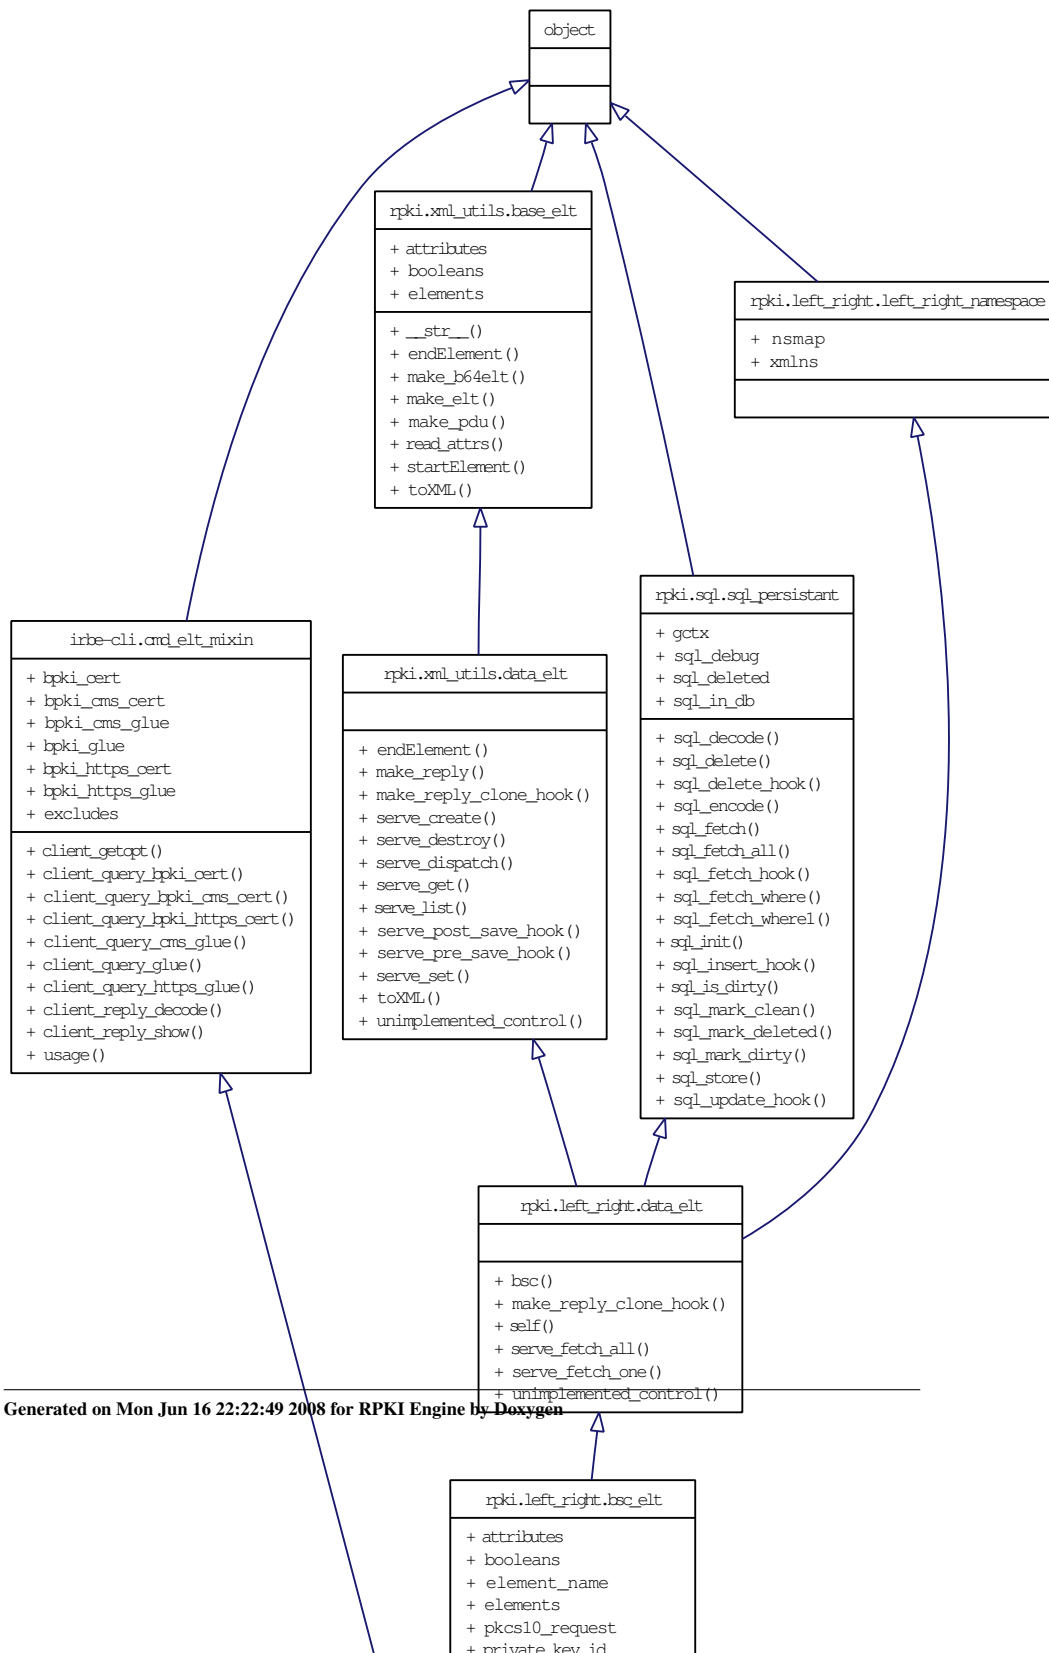 object
rpki.xml_utils.base_elt
+ attributes
+ booleans
+ elements
+ __str__()
+ endElement()
+ make_b64elt()
+ make_elt()
+ make_pdu()
+ read_attrs()
+ startElement()
+ toXML()
rpki.left_right.left_right_namespace
+ nsmap
+ xmlns
rpki.sql.sql_persistant
+ gctx
+ sql_debug
+ sql_deleted
+ sql_in_db
+ sql_decode()
+ sql_delete()
+ sql_delete_hook()
+ sql_encode()
+ sql_fetch()
+ sql_fetch_all()
+ sql_fetch_hook()
+ sql_fetch_where()
+ sql_fetch_where1()
+ sql_init()
+ sql_insert_hook()
+ sql_is_dirty()
+ sql_mark_clean()
+ sql_mark_deleted()
+ sql_mark_dirty()
+ sql_store()
+ sql_update_hook()
irbe-cli.cmd_elt_mixin
+ bpki_cert
+ bpki_cms_cert
+ bpki_cms_glue
+ bpki_glue
+ bpki_https_cert
+ bpki_https_glue
+ excludes
+ client_getopt()
+ client_query_bpki_cert()
+ client_query_bpki_cms_cert()
+ client_query_bpki_https_cert()
+ client_query_cms_glue()
+ client_query_glue()
+ client_query_https_glue()
+ client_reply_decode()
+ client_reply_show()
+ usage()
rpki.xml_utils.data_elt
+ endElement()
+ make_reply()
+ make_reply_clone_hook()
+ serve_create()
+ serve_destroy()
+ serve_dispatch()
+ serve_get()
+ serve_list()
+ serve_post_save_hook()
+ serve_pre_save_hook()
+ serve_set()
+ toXML()
+ unimplemented_control()
rpki.left_right.data_elt
+ bsc()
+ make_reply_clone_hook()
+ self()
+ serve_fetch_all()
+ serve_fetch_one()
+ unimplemented_control()
Generated on Mon Jun 16 22:22:49 2008 for RPKI Engine by Doxygen
rpki.left_right.bsc_elt
+ attributes
+ booleans
+ element_name
+ elements
+ pkcs10_request
+ private_key_id